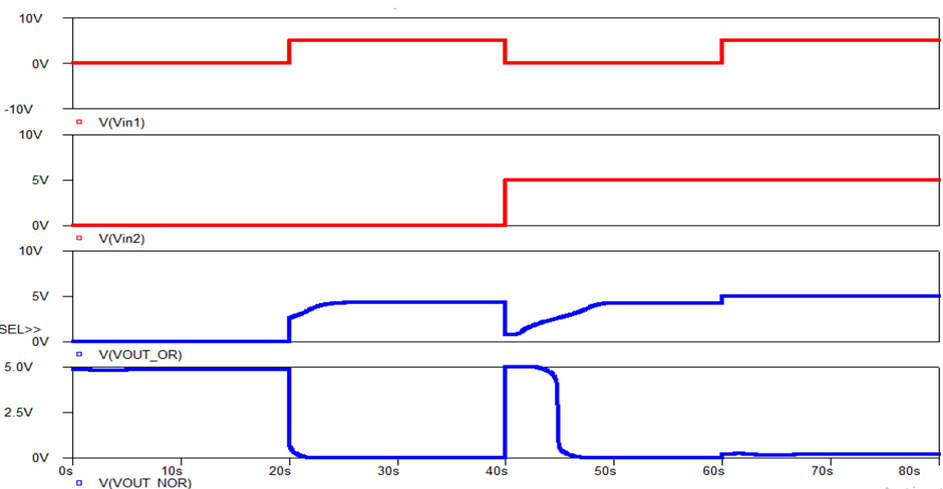 10V
0V
-10V
V(Vin1)
10V
5V
0V
V(Vin2)
10V
5V
SEL>>
0V
V(VOUT_OR)
5.0V
2.5V
0V
0s 10s 20s 30s 40s 50s 60s 70s 80s
V(VOUT_NOR)